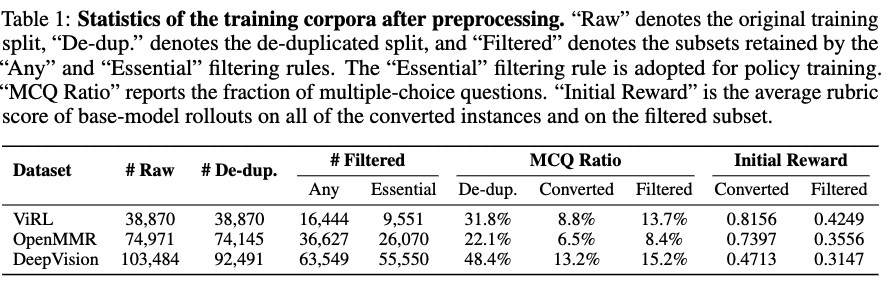 Table 1: Statistics of the training corpora after preprocessing. “Raw” denotes the original training
split, “De-dup.” denotes the de-duplicated split, and “Filtered” denotes the subsets retained by the
“Any” and “Essential” filtering rules. The “Essential” filtering rule is adopted for policy training.
“MCQ Ratio” reports the fraction of multiple-choice questions. “Initial Reward” is the average rubric
score of base-model rollouts on all of the converted instances and on the filtered subset.
Dataset # Raw # De-dup. # Filtered MCQ Ratio Initial Reward
Any Essential De-dup. Converted Filtered Converted Filtered
ViRL 38,870 38,870 16,444 9,551 31.8% 8.8% 13.7% 0.8156 0.4249
OpenMMR 74,971 74,145 36,627 26,070 22.1% 6.5% 8.4% 0.7397 0.3556
DeepVision 103,484 92,491 63,549 55,550 48.4% 13.2% 15.2% 0.4713 0.3147